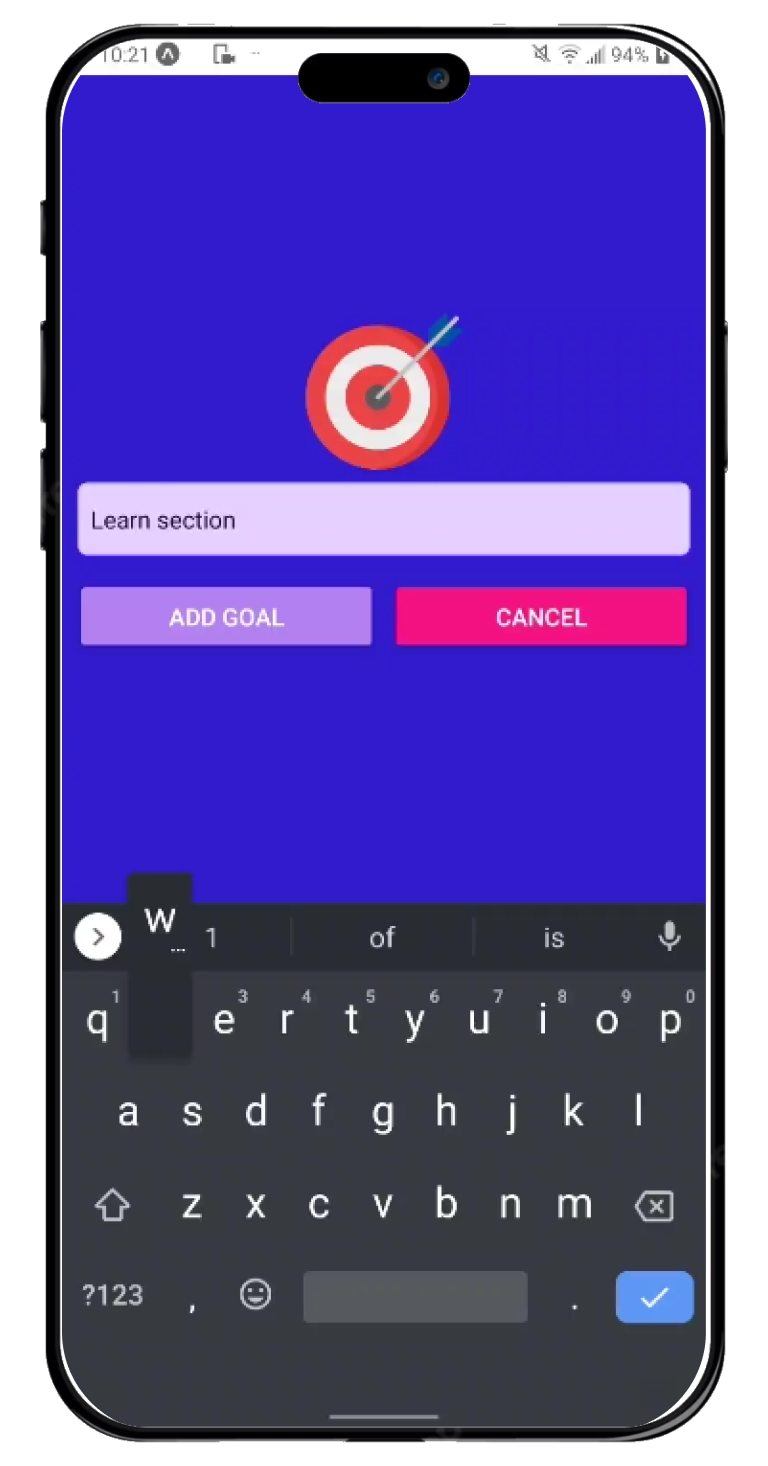 10:21 94%
Learn section
ADD GOAL CANCEL
w
... 1 of is
1 3 4 5 6 7 8 9 0
q e r t y u i o p
a s d f g h j k l
z x c v b n m
?123 , .